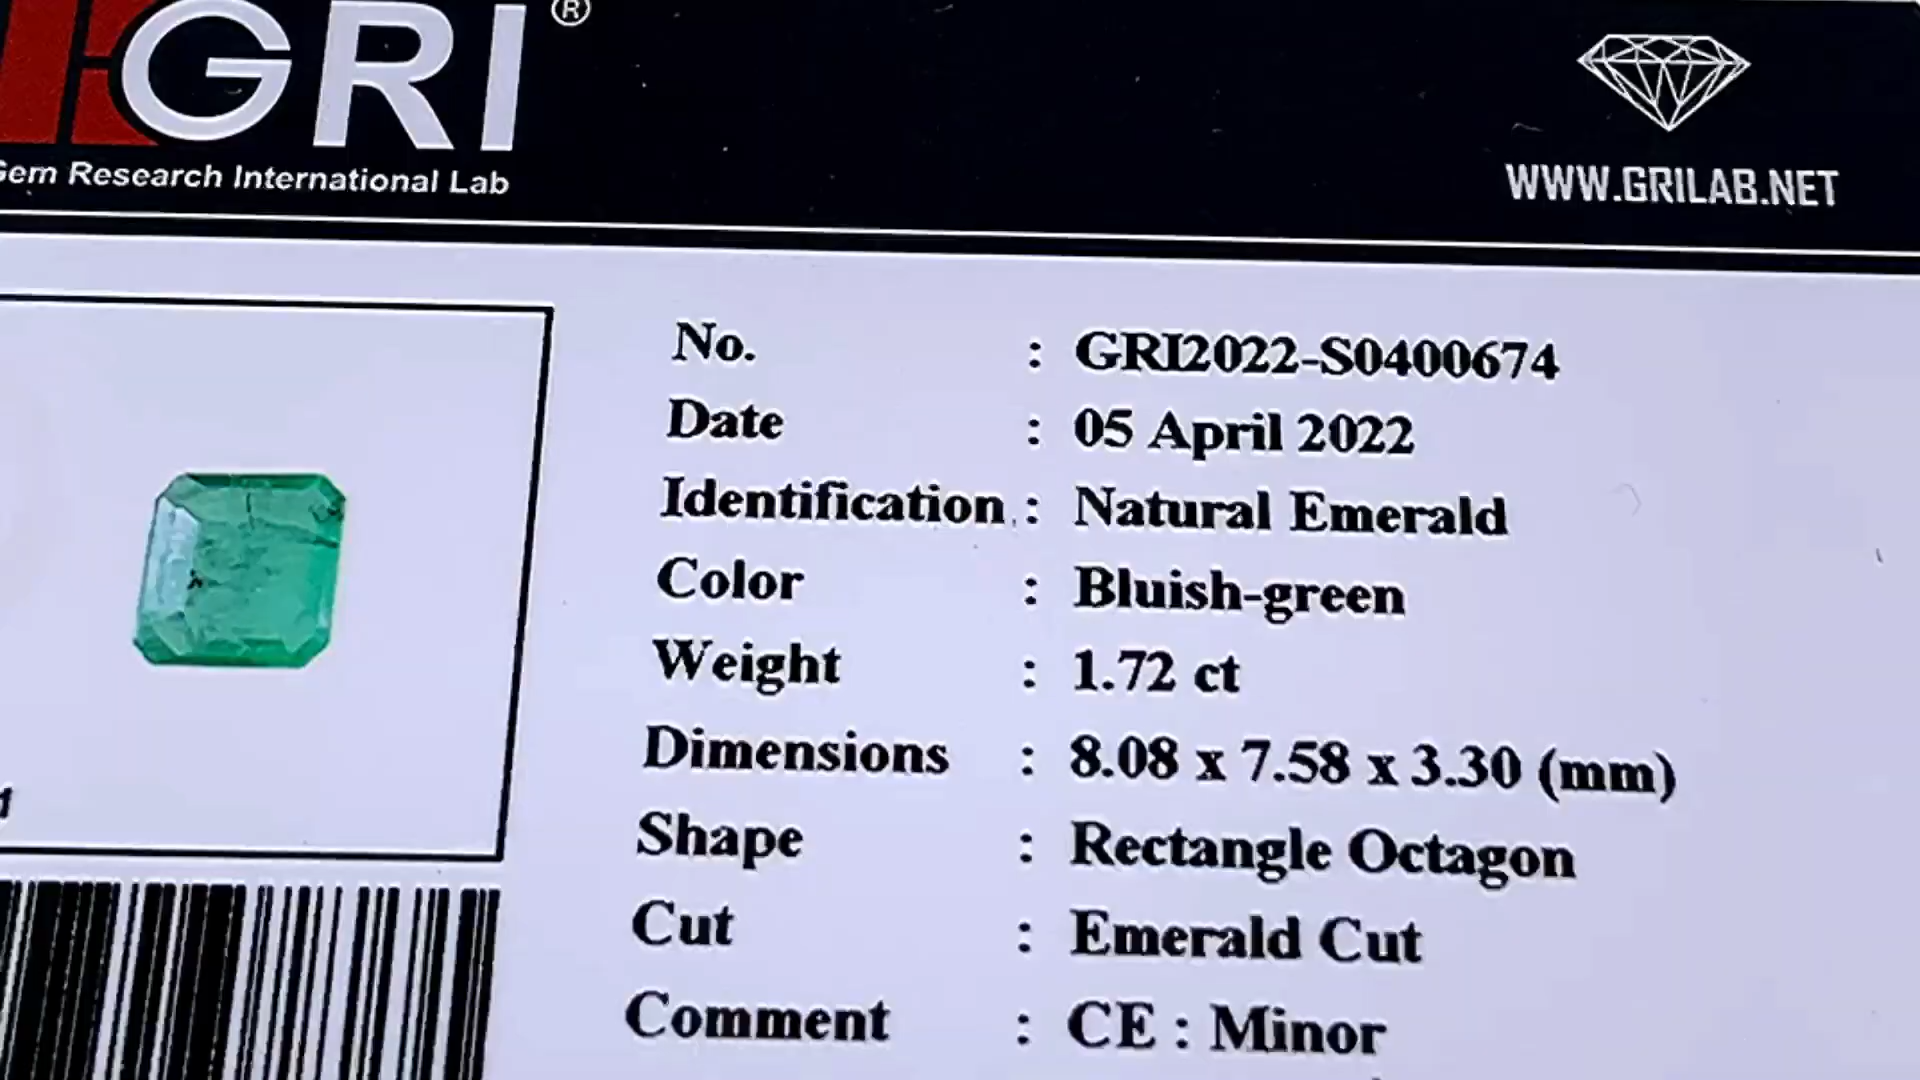 GRI ®
Gem Research International Lab
WWW.GRILAB.NET
No. : GRI2022-S0400674
Date : 05 April 2022
Identification : Natural Emerald
Color : Bluish-green
Weight : 1.72 ct
Dimensions : 8.08 x 7.58 x 3.30 (mm)
Shape : Rectangle Octagon
Cut : Emerald Cut
Comment : CE : Minor